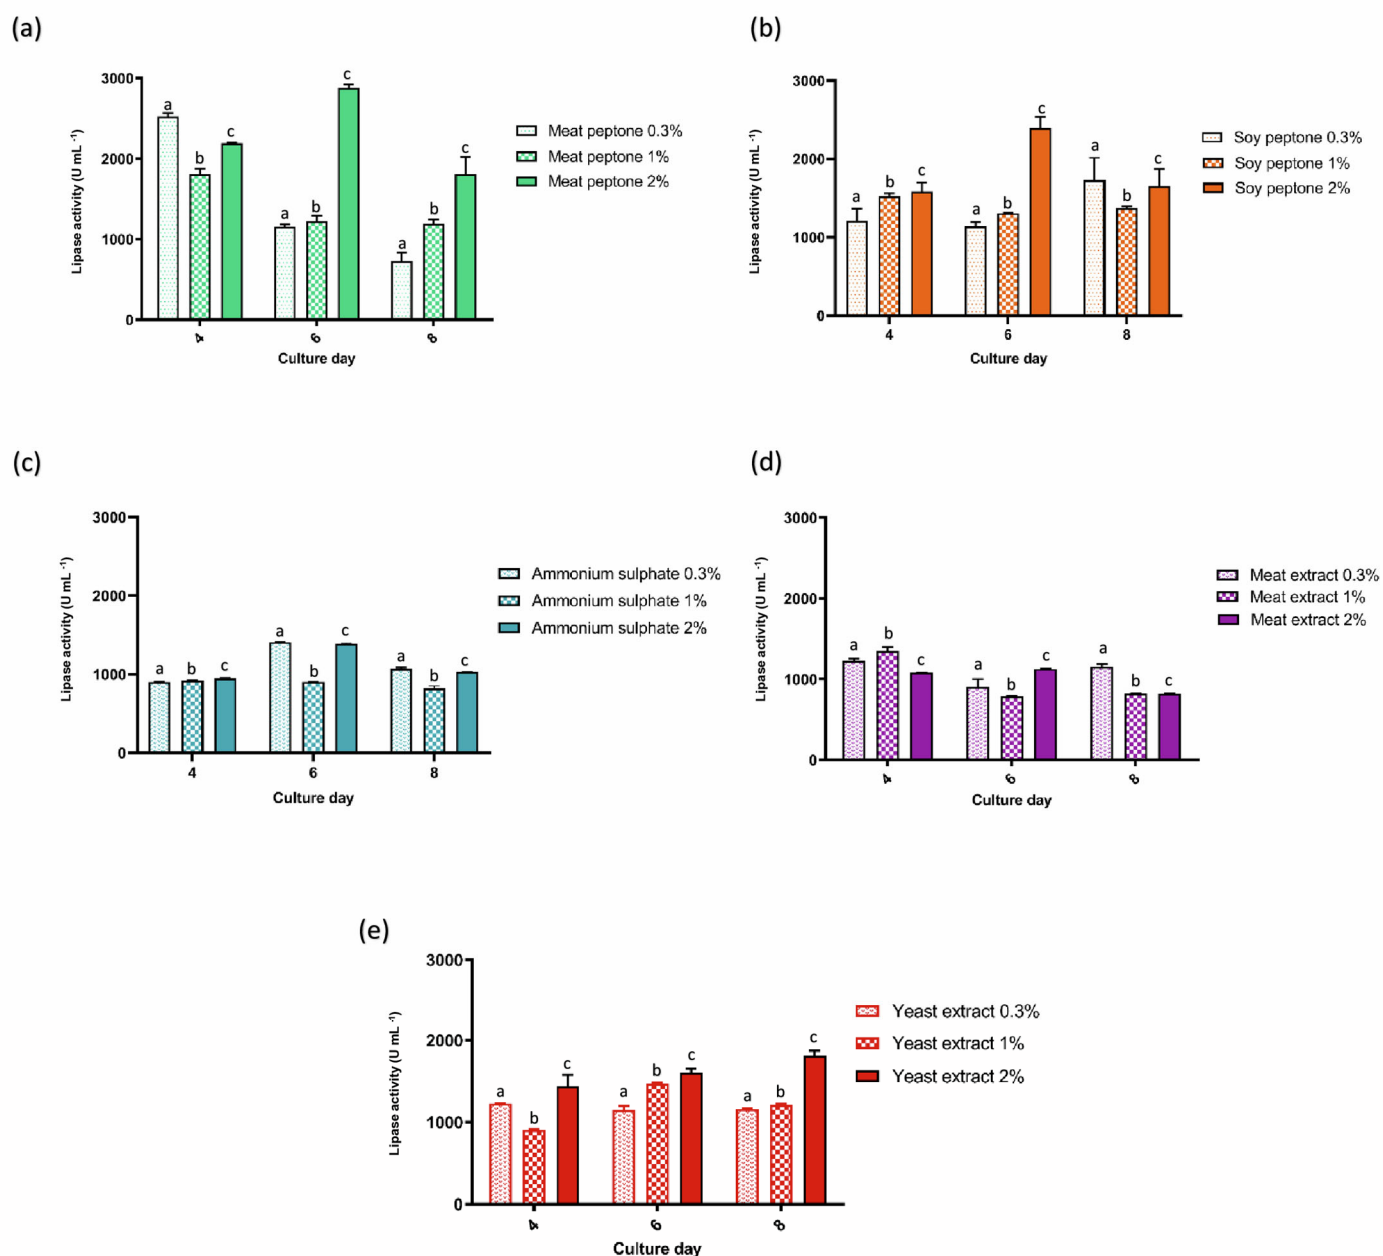 (a)
3000
2000
1000
0
Lipase activity (U mL -1)
a
b
c
a
b
c
a
b
c
4
6
8
Culture day
Meat peptone 0.3%
Meat peptone 1%
Meat peptone 2%
(b)
3000
2000
1000
0
Lipase activity (U mL -1)
a
b
c
a
b
c
a
b
c
4
6
8
Culture day
Soy peptone 0.3%
Soy peptone 1%
Soy peptone 2%
(c)
3000
2000
1000
0
Lipase activity (U mL -1)
a
b
c
a
b
c
a
b
c
4
6
8
Culture day
Ammonium sulphate 0.3%
Ammonium sulphate 1%
Ammonium sulphate 2%
(d)
3000
2000
1000
0
Lipase activity (U mL -1)
a
b
c
a
b
c
a
b
c
4
6
8
Culture day
Meat extract 0.3%
Meat extract 1%
Meat extract 2%
(e)
3000
2000
1000
0
Lipase activity (U mL -1)
a
b
c
a
b
c
a
b
c
4
6
8
Culture day
Yeast extract 0.3%
Yeast extract 1%
Yeast extract 2%